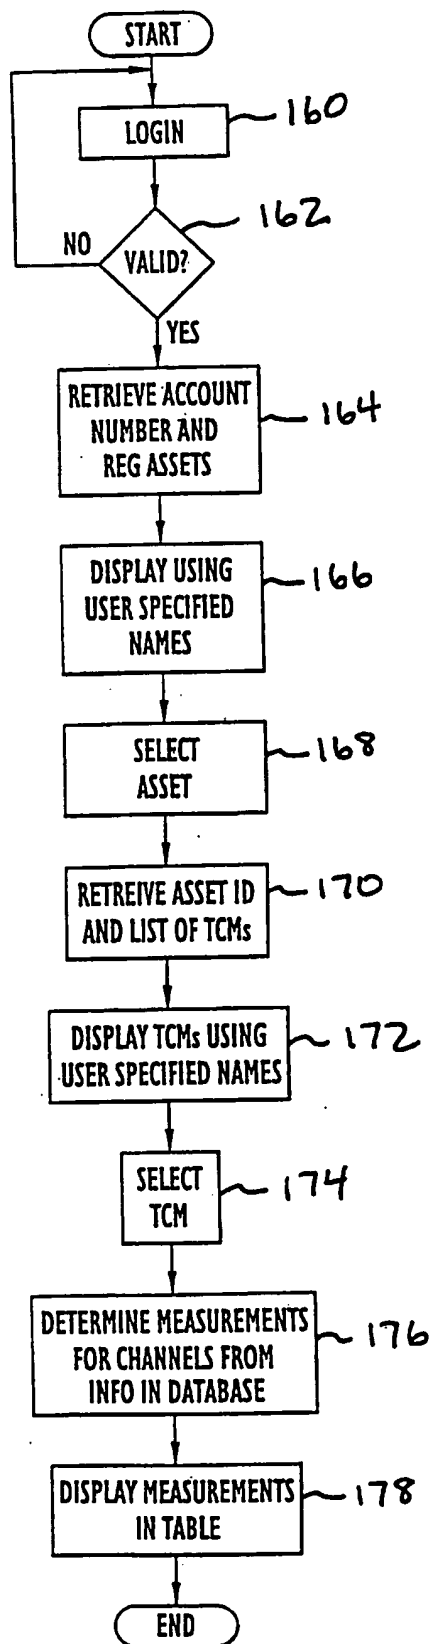 START
LOGIN
160
162
NO
VALID?
YES
RETRIEVE ACCOUNT
NUMBER AND
REG ASSETS
164
DISPLAY USING
USER SPECIFIED
NAMES
166
SELECT
ASSET
168
RETREIVE ASSET ID
AND LIST OF TCMs
170
DISPLAY TCMs USING
USER SPECIFIED NAMES
172
SELECT
TCM
174
DETERMINE MEASUREMENTS
FOR CHANNELS FROM
INFO IN DATABASE
176
DISPLAY MEASUREMENTS
IN TABLE
178
END